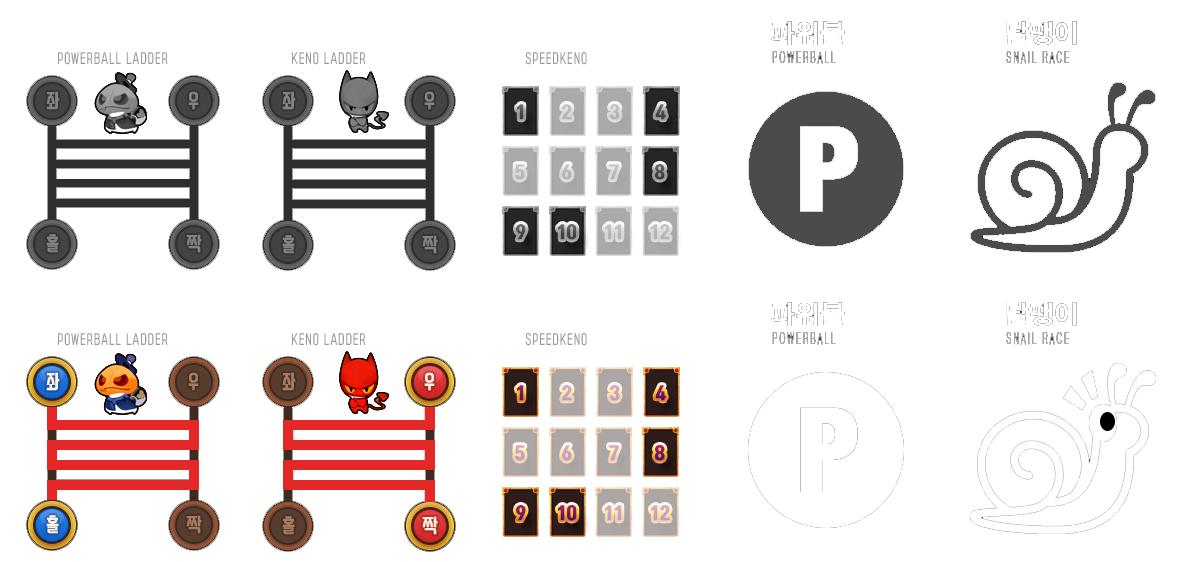 파워볼
달팽이
POWERBALL LADDER
KENO LADDER
SPEEDKENO
POWERBALL
SNAIL RACE
좌
우
좌
우
1
2
3
4
P
5
6
7
8
홀
짝
홀
짝
9
10
11
12
파워볼
달팽이
POWERBALL LADDER
KENO LADDER
SPEEDKENO
POWERBALL
SNAIL RACE
좌
우
좌
우
1
2
3
4
P
5
6
7
8
홀
짝
홀
짝
9
10
11
12